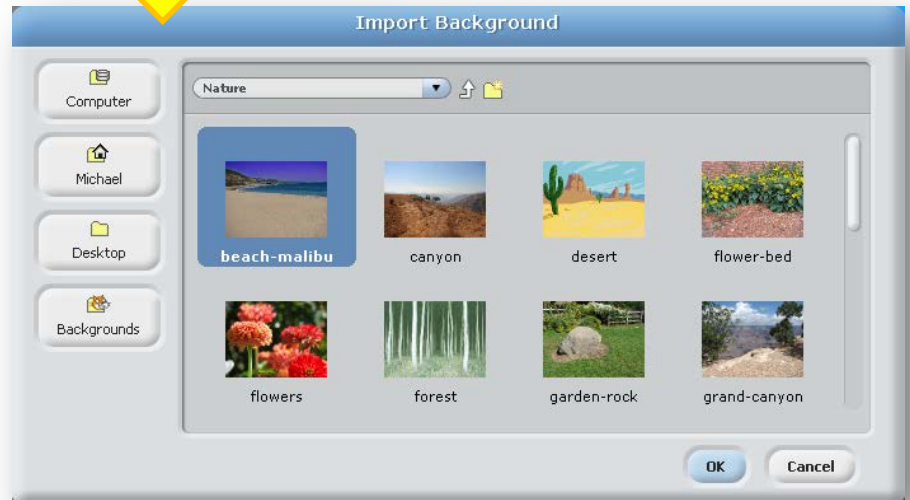 Import Background
Computer
Michael
Desktop
Backgrounds
Nature
beach-malibu canyon desert flower-bed
flowers forest garden-rock grand-canyon
OK Cancel